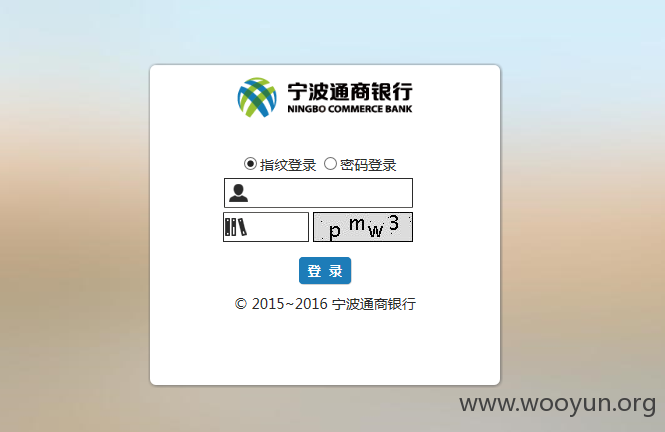 宁波通商银行
NINGBO COMMERCE BANK
指纹登录 密码登录
pmw3
登 录
© 2015~2016 宁波通商银行
www.wooyun.org